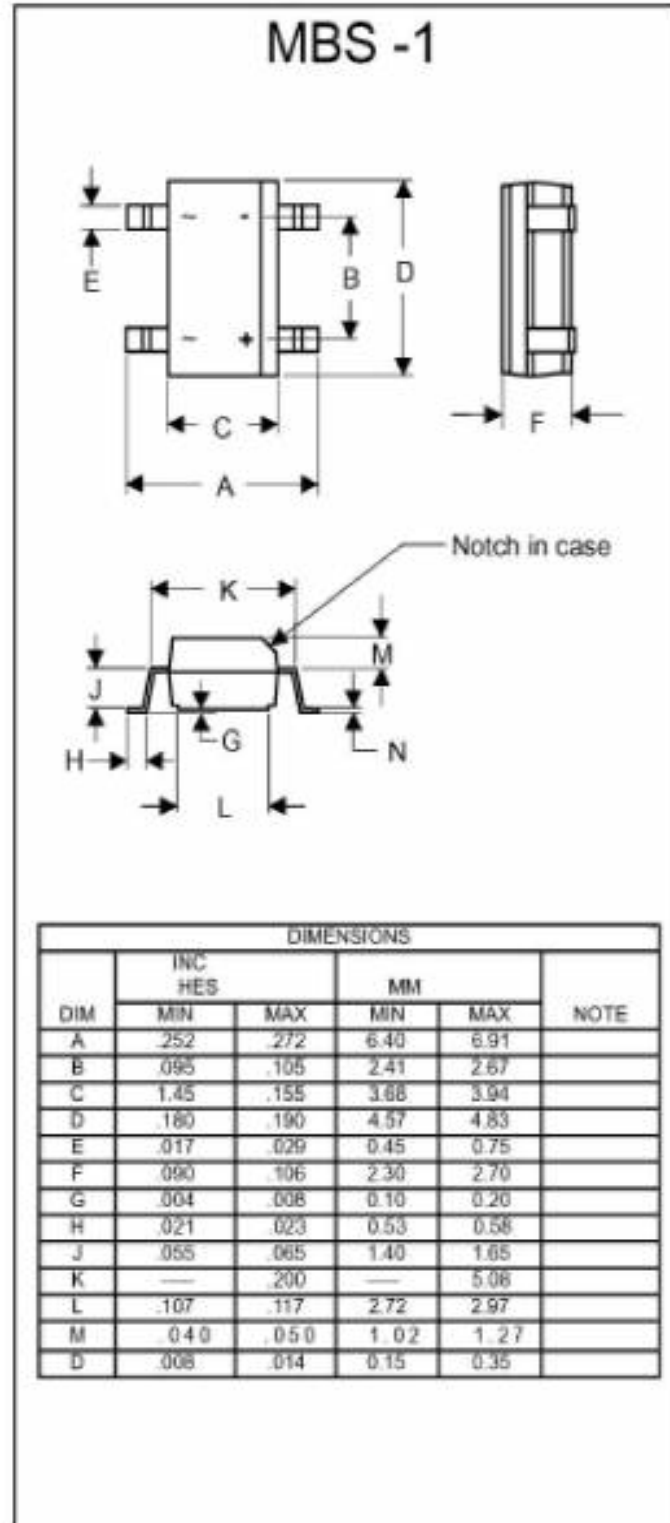 MBS -1
~ -
E B D
~ +
C F
A
Notch in case
K
M
J
G N
H
L
DIMENSIONS
INC
HES MM
DIM MIN MAX MIN MAX NOTE
A .252 .272 6.40 6.91
B .095 .105 2.41 2.67
C 1.45 .155 3.68 3.94
D .180 .190 4.57 4.83
E .017 .029 0.45 0.75
F .090 .106 2.30 2.70
G .004 .008 0.10 0.20
H .021 .023 0.53 0.58
J .055 .065 1.40 1.65
K — .200 — 5.08
L .107 .117 2.72 2.97
M .040 .050 1.02 1.27
D .008 .014 0.15 0.35